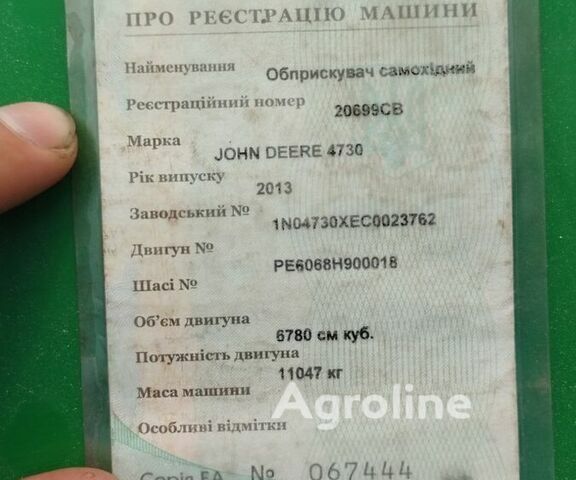 ПРО РЕЄСТРАЦІЮ МАШИНИ
Найменування Обприскувач самохідний
Реєстраційний номер 20699СВ
Марка JOHN DEERE 4730
Рік випуску 2013
Заводський № 1N04730XEC0023762
Двигун № PE6068H900018
Шасі №
Об'єм двигуна 6780 см куб.
Потужність двигуна
Маса машини 11047 кг
Особливі відмітки
Agroline
Серія ЕА № 067444